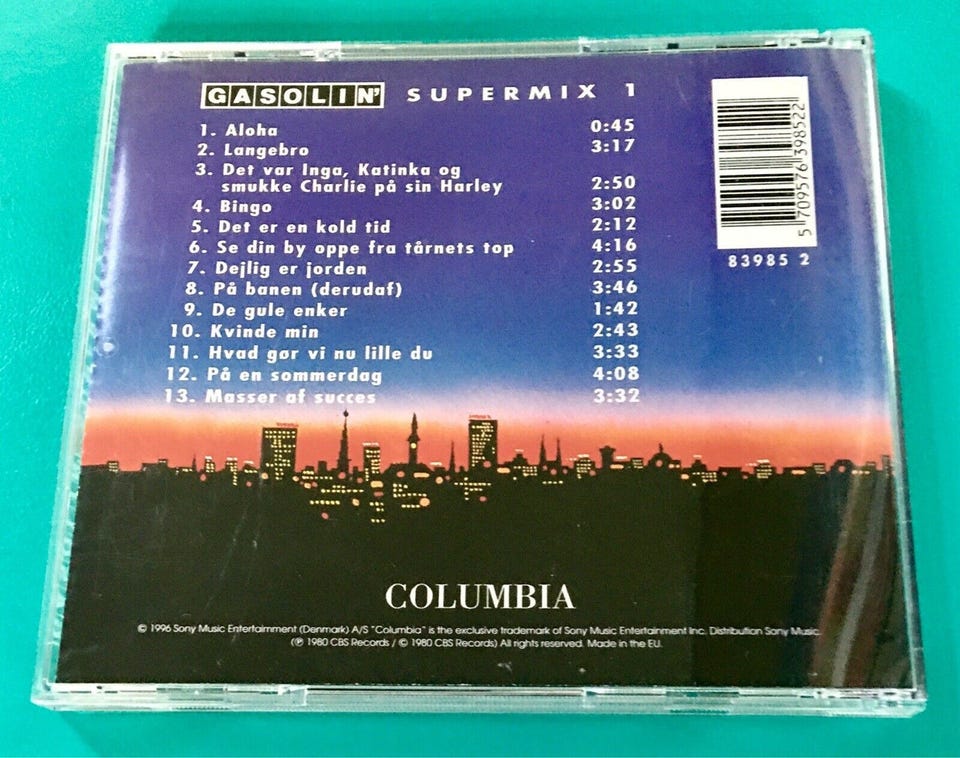 GASOLIN' SUPERMIX 1
1. Aloha 0:45
2. Langebro 3:17
3. Det var Inga, Katinka og
smukke Charlie på sin Harley 2:50
4. Bingo 3:02
5. Det er en kold tid 2:12
6. Se din by oppe fra tårnets top 4:16
7. Dejlig er jorden 2:55
8. På banen (derudaf) 3:46
9. De gule enker 1:42
10. Kvinde min 2:43
11. Hvad gør vi nu lille du 3:33
12. På en sommerdag 4:08
13. Masser af succes 3:32
5 709576 398522
83985 2
COLUMBIA
© 1996 Sony Music Entertainment (Denmark) A/S "Columbia" is the exclusive trademark of Sony Music Entertainment Inc. Distribution Sony Music.
(℗ 1980 CBS Records / © 1980 CBS Records) All rights reserved. Made in the EU.